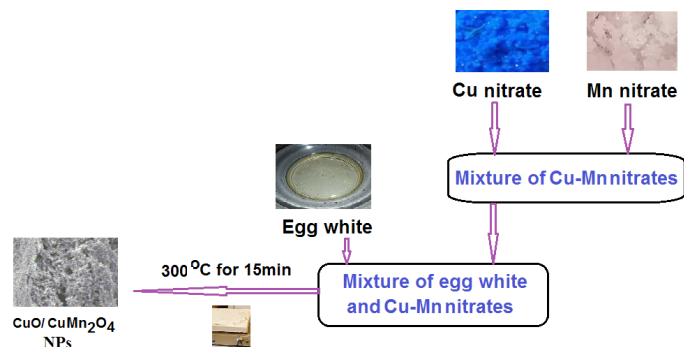 Cu nitrate
Mn nitrate
Mixture of Cu-Mn nitrates
Egg white
300 °C for 15min
Mixture of egg white
and Cu-Mn nitrates
CuO/ CuMn₂O₄
NPs